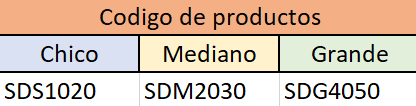 Codigo de productos
Chico Mediano Grande
SDS1020 SDM2030 SDG4050